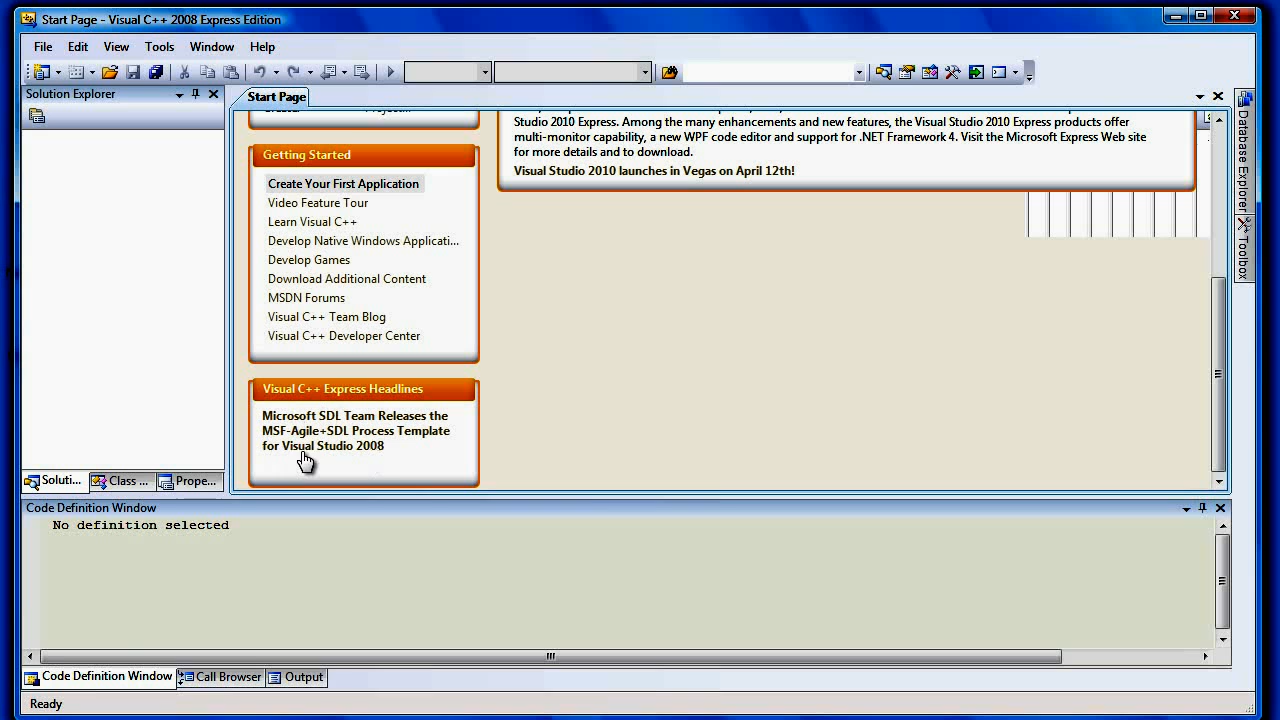 Start Page - Visual C++ 2008 Express Edition
File Edit View Tools Window Help
Solution Explorer
Start Page
Studio 2010 Express. Among the many enhancements and new features, the Visual Studio 2010 Express products offer
multi-monitor capability, a new WPF code editor and support for .NET Framework 4. Visit the Microsoft Express Web site
for more details and to download.
Visual Studio 2010 launches in Vegas on April 12th!
Getting Started
Create Your First Application
Video Feature Tour
Learn Visual C++
Develop Native Windows Applicati...
Develop Games
Download Additional Content
MSDN Forums
Visual C++ Team Blog
Visual C++ Developer Center
Visual C++ Express Headlines
Microsoft SDL Team Releases the
MSF-Agile+SDL Process Template
for Visual Studio 2008
Database Explorer
Toolbox
Soluti... Class ... Prope...
Code Definition Window
No definition selected
Code Definition Window Call Browser Output
Ready